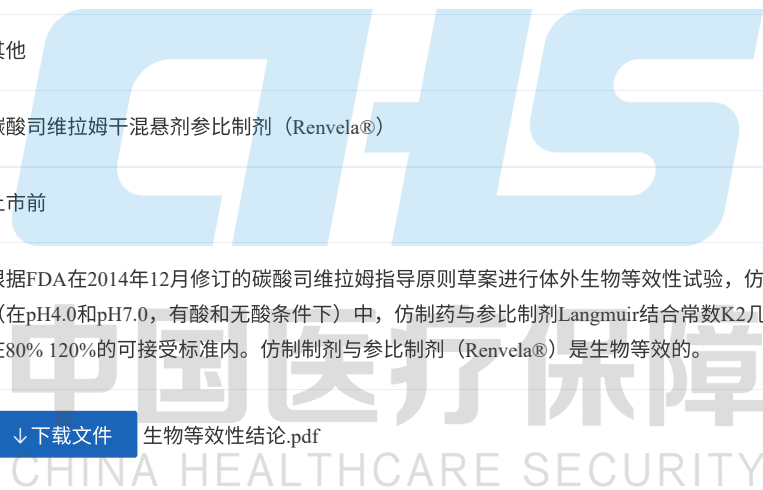 其他
碳酸司维拉姆干混悬剂参比制剂（Renvela®）
上市前
根据FDA在2014年12月修订的碳酸司维拉姆指导原则草案进行体外生物等效性试验，仿
（在pH4.0和pH7.0，有酸和无酸条件下）中，仿制药与参比制剂Langmuir结合常数K2几
在80% 120%的可接受标准内。仿制制剂与参比制剂（Renvela®）是生物等效的。
↓下载文件 生物等效性结论.pdf
CHS
中国医疗保障
CHINA HEALTHCARE SECURITY